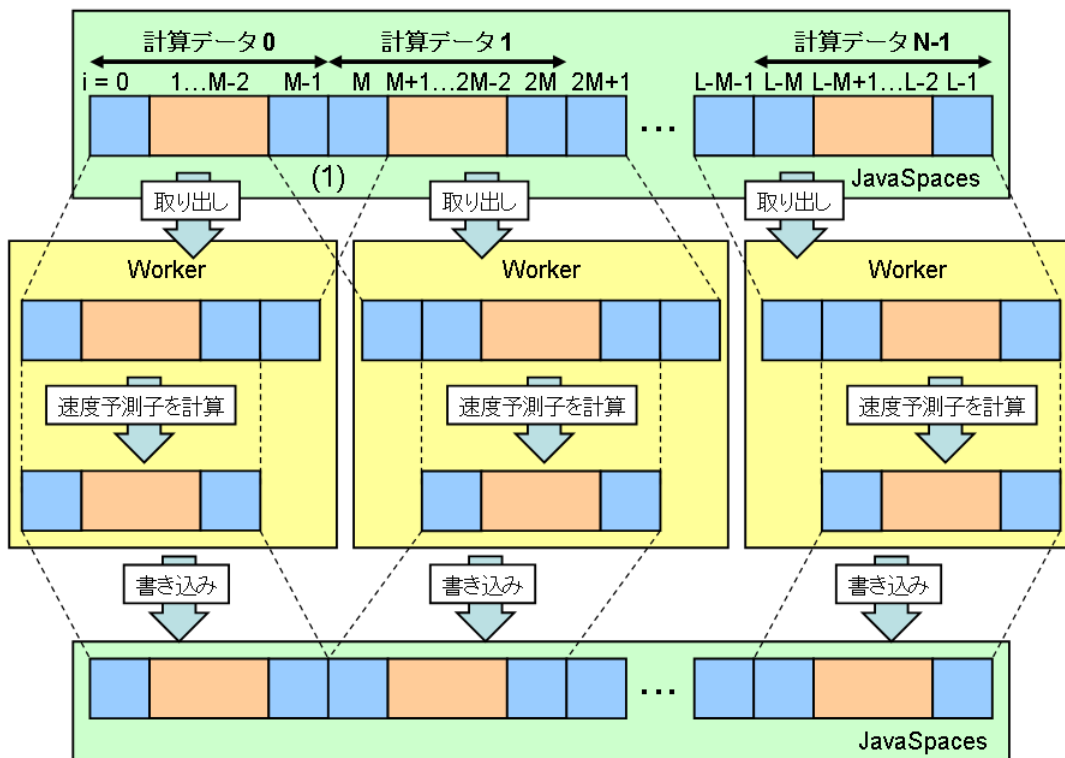 計算データ0 計算データ1 計算データ N-1
i = 0 1…M-2 M-1 M M+1…2M-2 2M 2M+1 L-M-1 L-M L-M+1…L-2 L-1
...
(1) JavaSpaces
取り出し 取り出し 取り出し
Worker Worker Worker
速度予測子を計算 速度予測子を計算 速度予測子を計算
書き込み 書き込み 書き込み
...
JavaSpaces